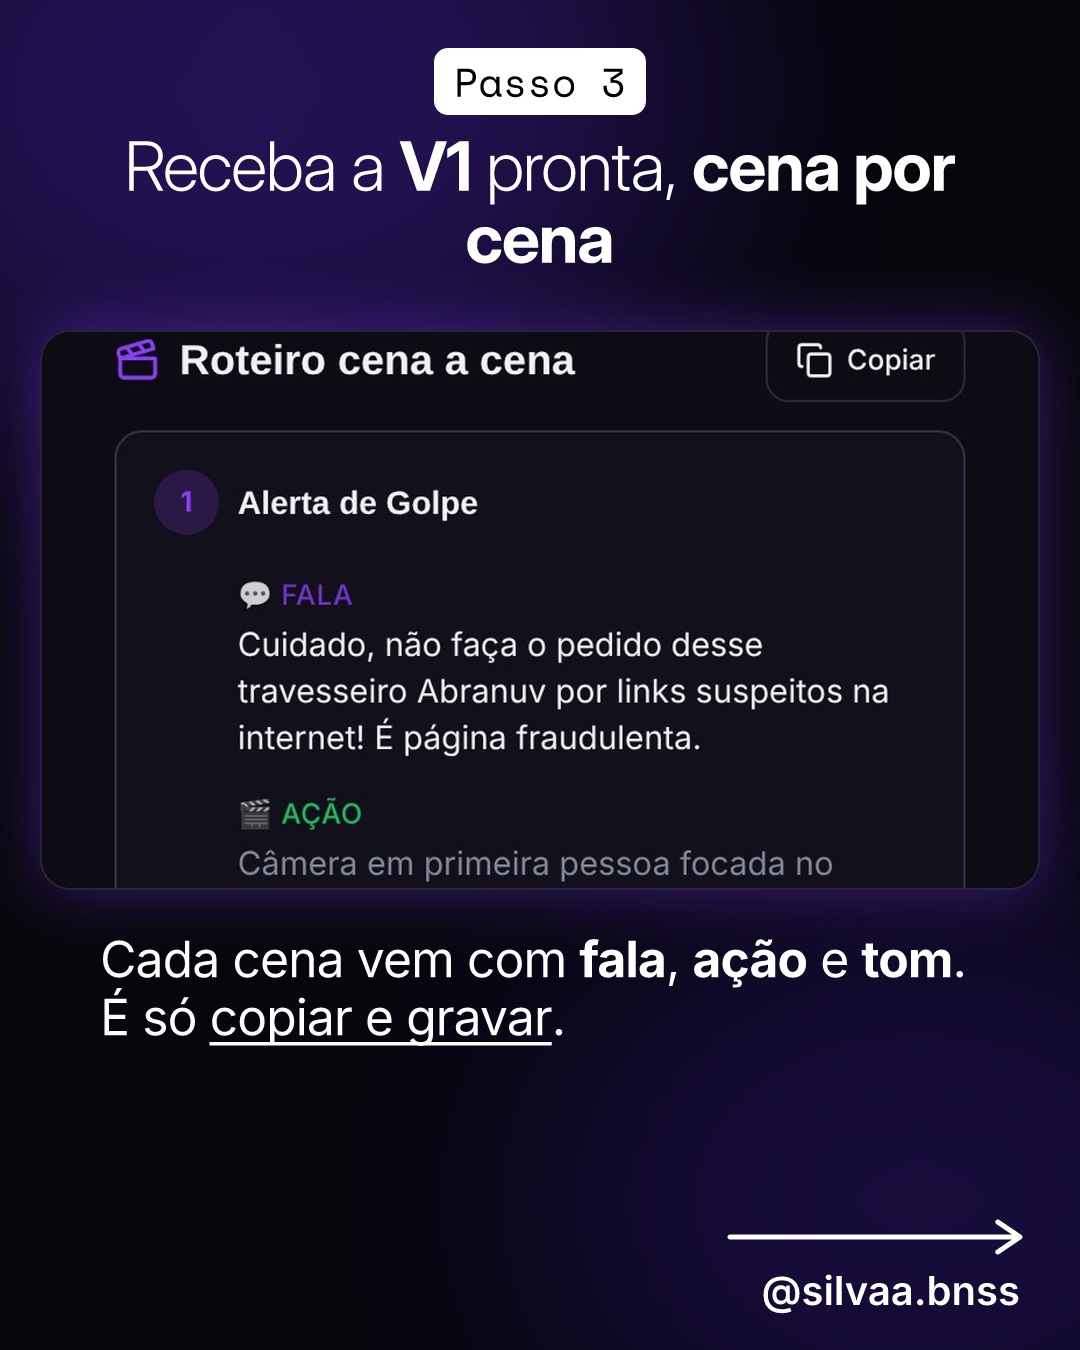 Passo 3
Receba a V1 pronta, cena por
cena
Roteiro cena a cena
Copiar
1
Alerta de Golpe
💬 FALA
Cuidado, não faça o pedido desse
travesseiro Abranuv por links suspeitos na
internet! É página fraudulenta.
🎬 AÇÃO
Câmera em primeira pessoa focada no
Cada cena vem com fala, ação e tom.
É só copiar e gravar.
@silvaa.bnss